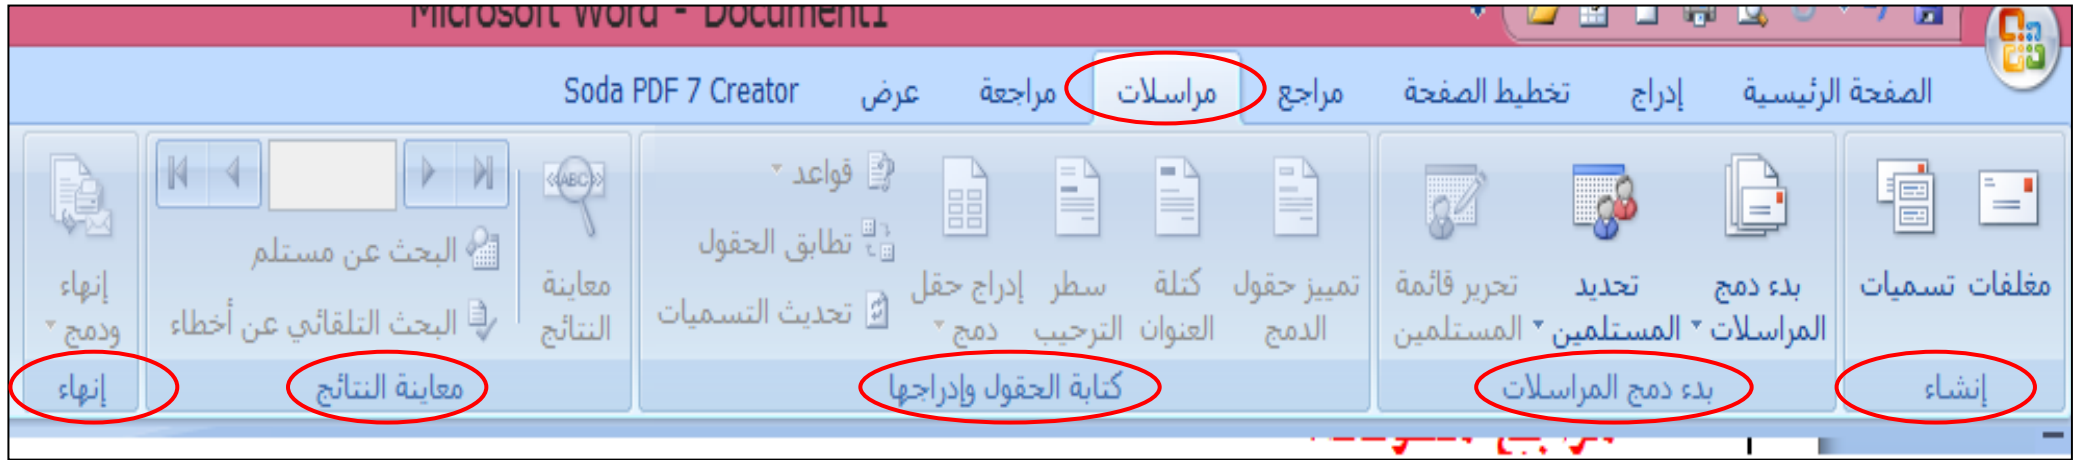 Microsoft Word - Document1
الصفحة الرئيسية إدراج تخطيط الصفحة مراجع مراسلات مراجعة عرض Soda PDF 7 Creator
مغلفات
تسميات
إنشاء
بدء دمج
المراسلات
تحديد
المستلمين
تحرير قائمة
المستلمين
بدء دمج المراسلات
تمييز حقول
الدمج
كتلة
العنوان
سطر
الترحيب
إدراج حقل
دمج
قواعد
تطابق الحقول
تحديث التسميات
كتابة الحقول وإدراجها
«ABC»
معاينة
النتائج
البحث عن مستلم
البحث التلقائي عن أخطاء
معاينة النتائج
إنهاء
ودمج
إنهاء